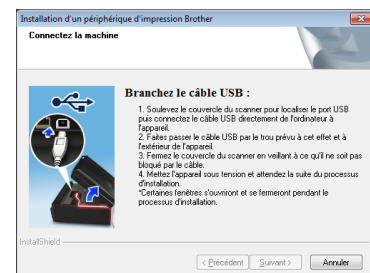 Installation d'un périphérique d'impression Brother
Connectez la machine
Branchez le câble USB :
1. Soulevez le couvercle du scanner pour localiser le port USB
puis connectez le câble USB directement de l'ordinateur à
l'appareil.
2. Faites passer le câble USB par le trou prévu à cet effet et à
l'extérieur de l'appareil.
3. Fermez le couvercle du scanner en veillant à ce qu'il ne soit pas
bloqué par le câble.
4. Mettez l'appareil sous tension et attendez la suite du processus
d'installation.
*Certaines fenêtres s'ouvriront et se fermeront pendant le
processus d'installation.
InstallShield
< Précédent Suivant > Annuler